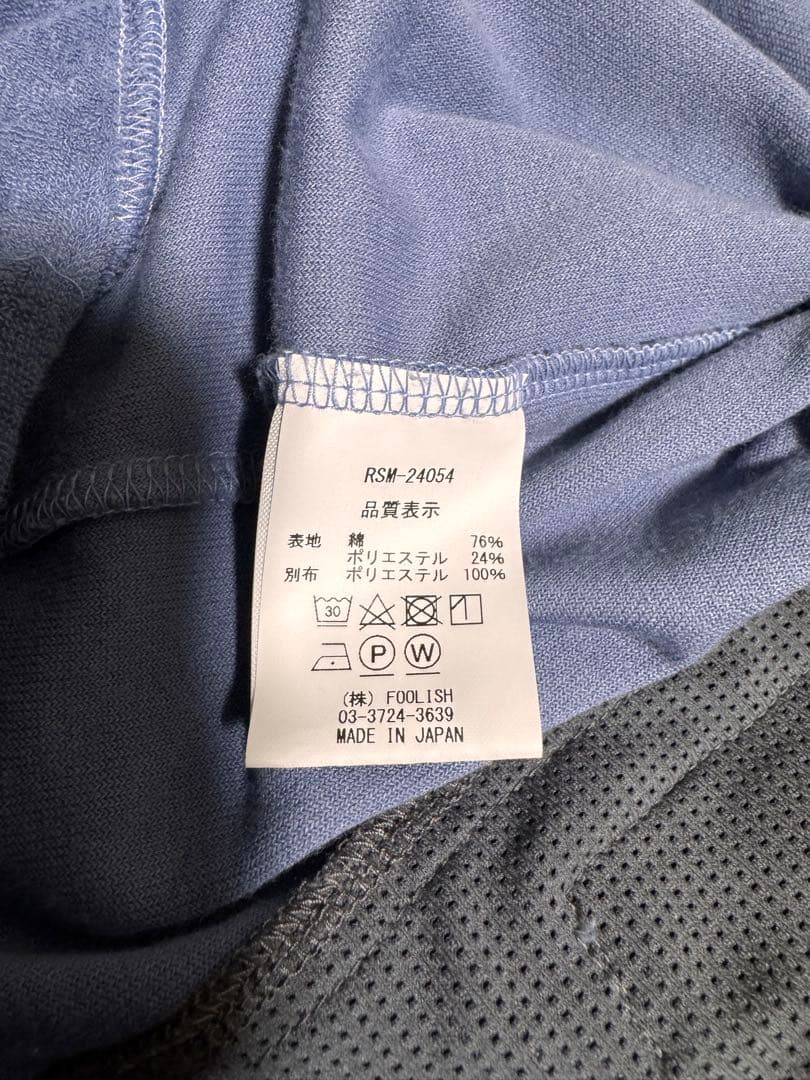 RSM-24054
品質表示
表地 綿 76%
ポリエステル 24%
別布 ポリエステル 100%
30
P W
(株) FOOLISH
03-3724-3639
MADE IN JAPAN